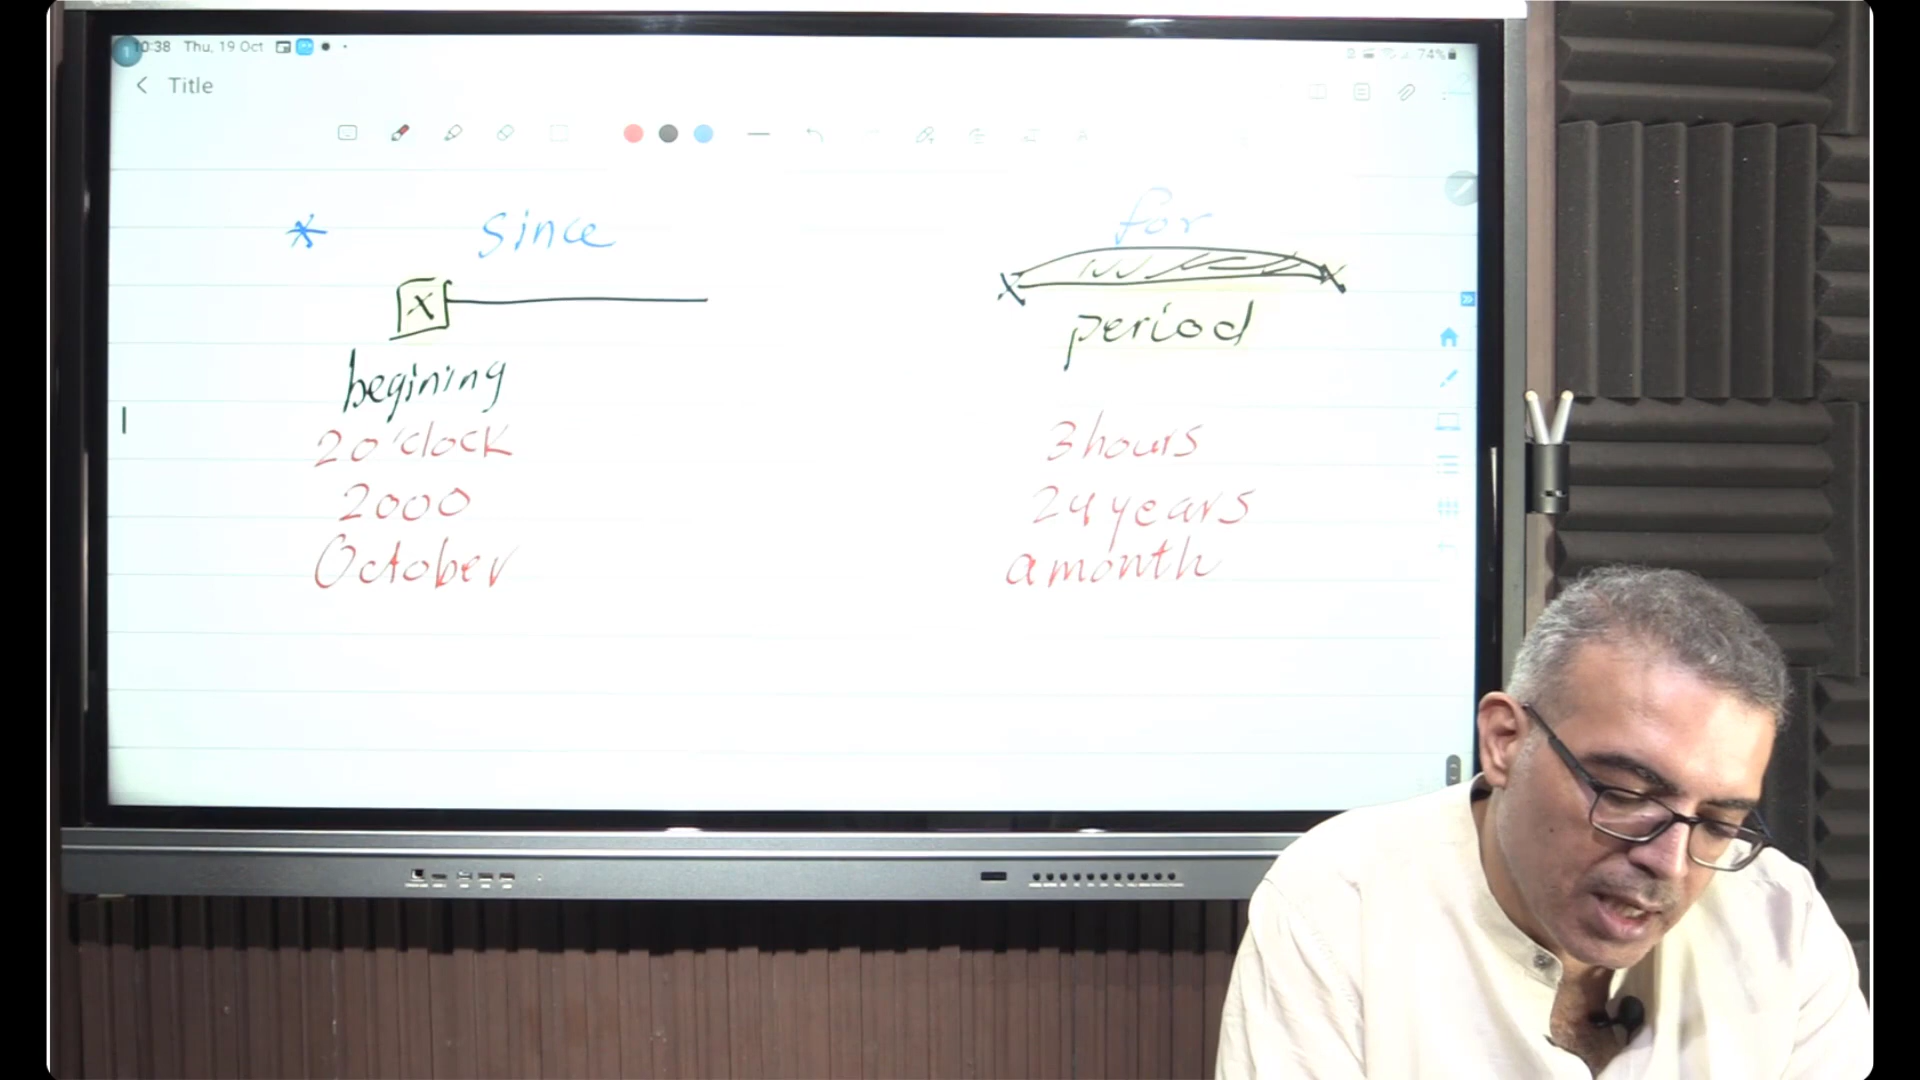 10:38 Thu, 19 Oct
74%
Title
* since
for
x
x x
period
begining
2 o'clock
3 hours
2000
24 years
October
a month